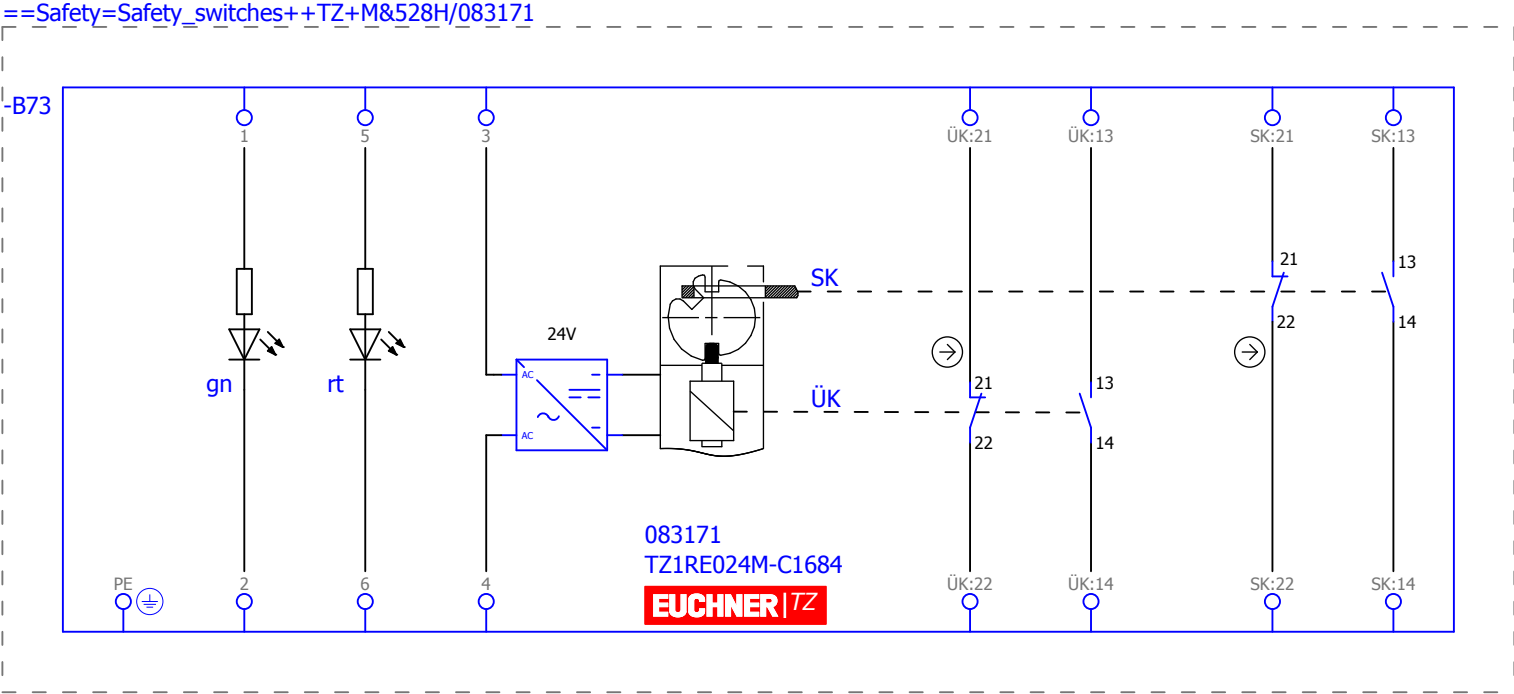 ==Safety=Safety_switches++TZ+M&528H/083171
-B73
1 5 3 ÜK:21 ÜK:13 SK:21 SK:13
SK 21 13
24V 22 14
gn rt AC ÜK 21 13
AC 22 14
083171
TZ1RE024M-C1684
PE 2 6 4 ÜK:22 ÜK:14 SK:22 SK:14
EUCHNER|TZ